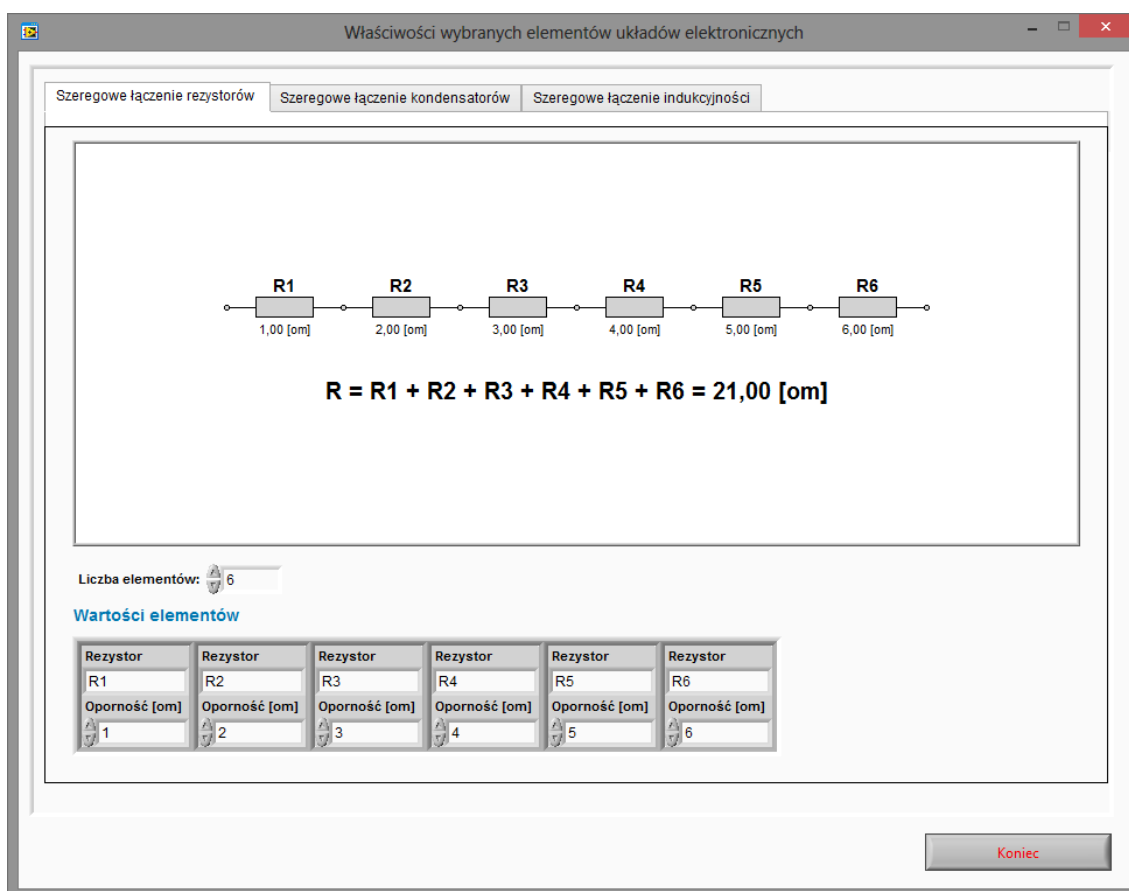 Właściwości wybranych elementów układów elektronicznych
Szeregowe łączenie rezystorów Szeregowe łączenie kondensatorów Szeregowe łączenie indukcyjności
R1 R2 R3 R4 R5 R6
1,00 [om] 2,00 [om] 3,00 [om] 4,00 [om] 5,00 [om] 6,00 [om]
R = R1 + R2 + R3 + R4 + R5 + R6 = 21,00 [om]
Liczba elementów: 6
Wartości elementów
Rezystor Rezystor Rezystor Rezystor Rezystor Rezystor
R1 R2 R3 R4 R5 R6
Oporność [om] Oporność [om] Oporność [om] Oporność [om] Oporność [om] Oporność [om]
1 2 3 4 5 6
Koniec